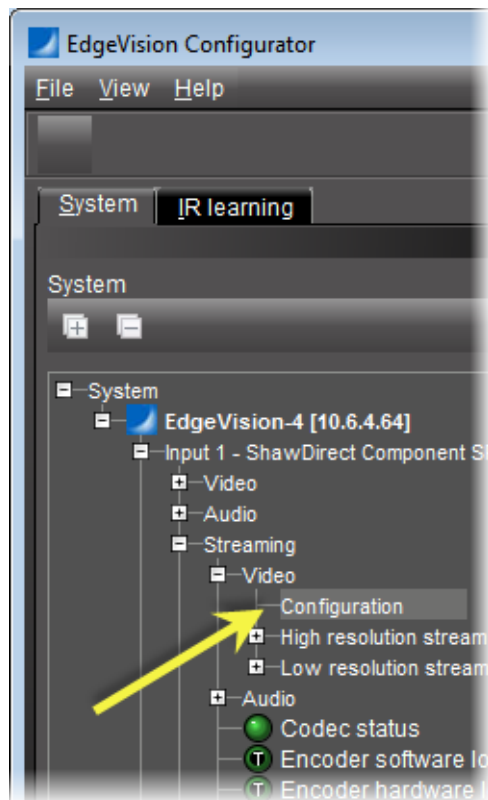 EdgeVision Configurator
File View Help
System IR learning
System
System
EdgeVision-4 [10.6.4.64]
Input 1 - ShawDirect Component
Video
Audio
Streaming
Video
Configuration
High resolution stream
Low resolution stream
Audio
Codec status
T Encoder software
T Encoder hardware